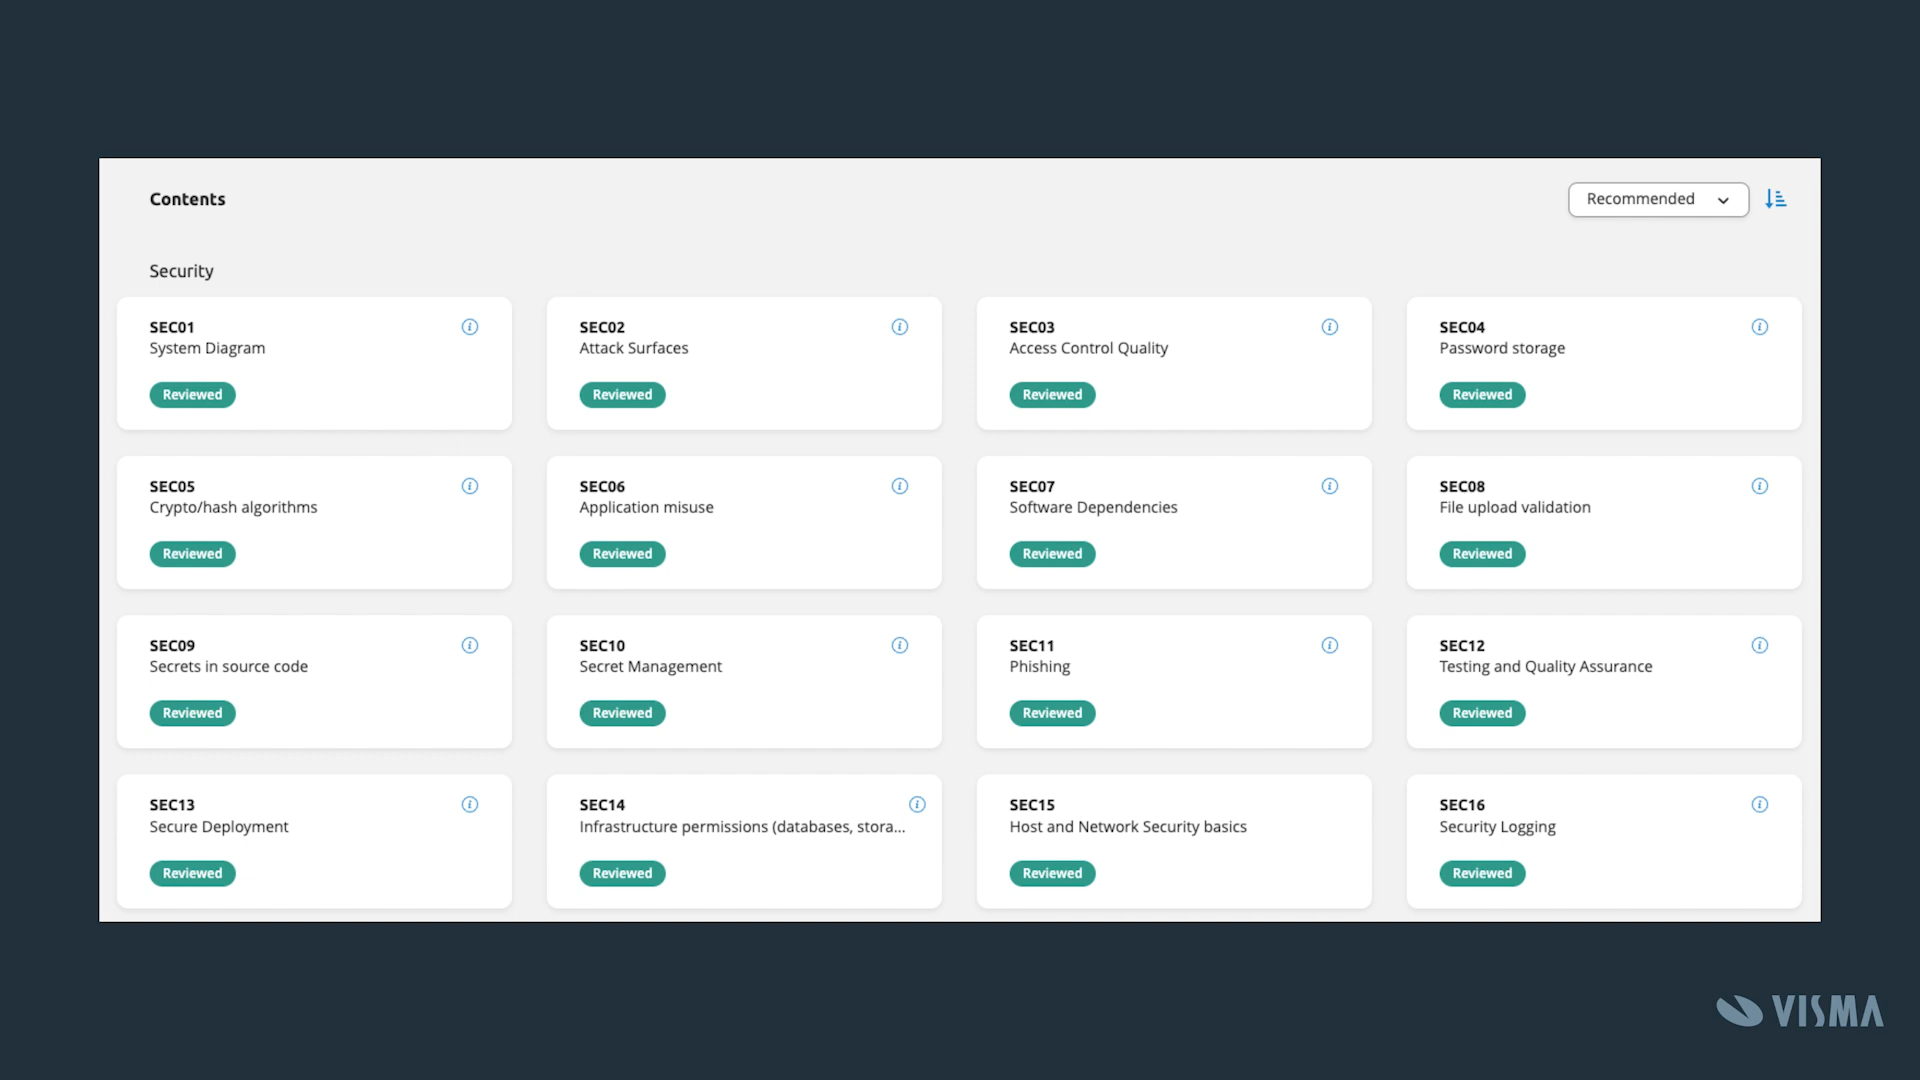 Contents
Recommended
Security
SEC01
System Diagram
Reviewed
SEC02
Attack Surfaces
Reviewed
SEC03
Access Control Quality
Reviewed
SEC04
Password storage
Reviewed
SEC05
Crypto/hash algorithms
Reviewed
SEC06
Application misuse
Reviewed
SEC07
Software Dependencies
Reviewed
SEC08
File upload validation
Reviewed
SEC09
Secrets in source code
Reviewed
SEC10
Secret Management
Reviewed
SEC11
Phishing
Reviewed
SEC12
Testing and Quality Assurance
Reviewed
SEC13
Secure Deployment
Reviewed
SEC14
Infrastructure permissions (databases, stora...
Reviewed
SEC15
Host and Network Security basics
Reviewed
SEC16
Security Logging
Reviewed
VISMA